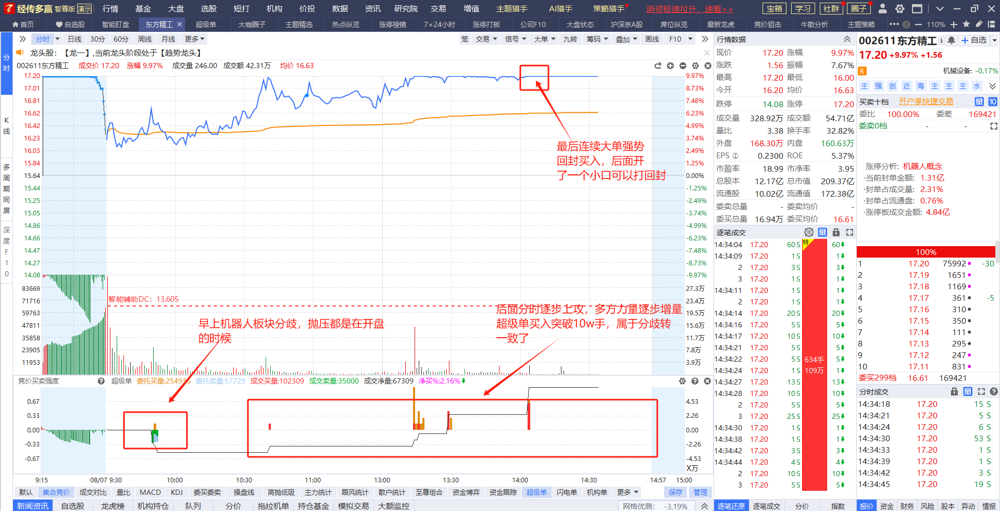 经传多赢 智尊版 演示 行情 基金 大盘 选股 短打 机构 价投 数据 资讯 研究院 交易 增值 主题猎手 AI猎手 策略猎手 游资极速拉升，速看>> 宝箱 学习 社群 圈子
首页 自选股 智能盯盘 东方精工 超级单 大咖圈子 主题精选 热点纵览 涨停棱镜 7×24小时 涨停打板 公司F10 大盘状态 沪深京A股 席位纵览 最新龙虎 竞价狙击 牛散分析 主题策略 110%
分时 日线 30分 60分 周线 月线 更多 笼 交易 信号 大单 九转 筹码 叠加 画线 F10
龙头股：【龙一】,当前龙头阶段处于【趋势龙头】
002611东方精工 成交价 17.20 涨幅 9.97% 成交量 246.00 成交额 42.31万 均价 16.63
分时
K线
多周期同屏
深度F10
17.20 9.97%
17.01 8.73%
16.81 7.48%
16.62 6.23%
16.42 4.99%
16.23 3.74%
16.03 2.49%
15.84 1.25%
15.64 0.00%
15.44 -1.25%
15.25 -2.49%
15.05 -3.74%
14.86 -4.99%
14.66 -6.23%
14.47 -7.48%
14.27 -8.73%
14.08 -9.97%
83669 27.3万
71716 23.4万
59763 19.5万
47811 15.6万
35858 11.7万
23905 7.8万
11953 3.9万
最后连续大单强势
回封买入，后面开
了一个小口可以打回封
智能辅助DC：13.605
早上机器人板块分歧，抛压都是在开盘
的时候
后面分时逐步上攻，多方力量逐步增量
超级单买入突破10w手，属于分歧转
一致了
竞价买卖强度 超级单 委托卖量:57729 成交买量:102309 成交卖量:35000 成交净量:67309 净买%:2.16%
0.67 4.53
0.33 2.26
0.00 0.00
-0.33 -2.26
-0.67 -4.53
X万
9:15 08/07 9:30 10:00 10:30 11:00 13:00 13:30 14:00 14:30 14:57 15:00
默认 集合竞价 成交对比 量比 MACD KDJ 委买委卖 操盘线 高抛低吸 主力统计 跟风统计 散户统计 至尊组合 资金博弈 资金跟踪 超级单 闪电单 机构单 更多 保存 管理
新闻资讯 自选股 龙虎榜 机构持仓 队列 分价 拖拉机单 持仓基金 模拟交易 大额监控 网格优测： -3.19%
行情数据
现价 17.20 涨幅 9.97%
涨跌 1.56 振幅 7.67%
最高 17.20 最低 16.00
今开 16.20 均价 16.63
跌停 14.08 涨停 17.20
成交量 328.92万 成交额 54.71亿
量比 3.38 换手率 32.82%
外盘 168.30万 内盘 160.63万
EPS ① 0.2300 ROE 5.37%
市盈率 18.99 市净率 3.95
总股本 12.17亿 总市值 209.37亿
流通股 10.02亿 流通值 172.38亿
委卖总量 - 委卖均价 -
委买总量 16.94万 委买均价 16.61
逐笔成交 单 量
14:34:04 17.20 60 S 特 60
14:34:09 17.20 1 S 1
2 17.20 3 S 3
3 17.20 1 S 1
14:34:11 17.20 1 S 1
2 17.20 1 S 1
14:34:14 17.20 20 S 20
14:34:16 17.20 5 S 5
14:34:17 17.20 10 S 10
14:34:21 17.20 5 S 5
14:34:22 17.20 5 S 634手 5
14:34:24 17.20 1 S 109万 1
14:34:27 17.20 13 S 13
14:34:28 17.20 10 S 10
2 17.20 5 S 5
3 17.20 25 S 25
14:34:30 17.20 1 S 1
14:34:38 17.20 1 S 1
14:34:42 17.20 3 S 3
14:34:44 17.20 4 S 4
2 17.20 10 S 10
3 17.20 5 S 5
逐笔还原 逐笔成交 分价 指数
002611东方精工 自选
17.20 +9.97% +1.56
R 机械设备: -0.17%
主 强 创 近 海 主 主 主 水
买卖十档 开户享快捷交易 量 10
委比 100.00% 委差 169421
委卖0档 - -
涨停分析: 机器人概念
·当前封单金额: 1.31亿
·封单占成交量: 2.31%
·封单占流通盘: 0.76%
·涨停板成交金额: 4.84亿
100%
1 17.20 75992 -30
2 17.19 1651
3 17.18 1169
4 17.17 361 -5
5 17.16 310
6 17.15 350
7 17.14 111
8 17.13 295
9 17.12 247
10 17.11 831
委买299档 16.61 169421
分时成交 量
14:34:18 17.20 15 S
14:34:21 17.20 5 S
14:34:24 17.20 6 S
14:34:30 17.20 53 S
14:34:33 17.20 1 S
14:34:39 17.20 1 S
14:34:42 17.20 3 S
14:34:45 17.20 19 S
报价 资金 财务 风险 股本 异动 情报